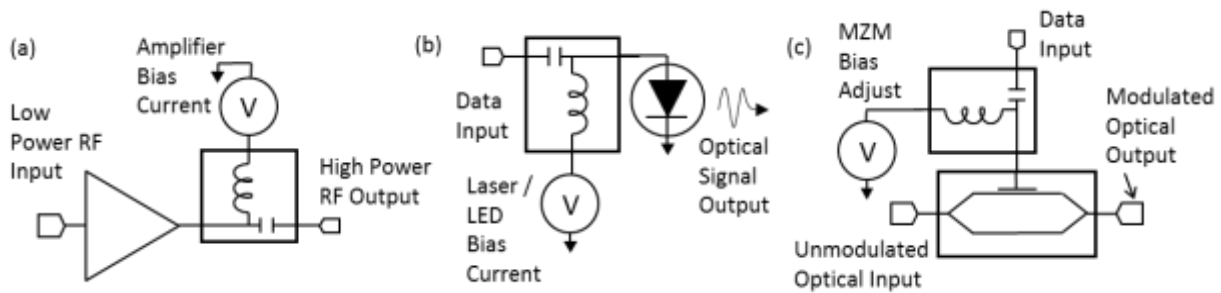 (a)
Amplifier
Bias
Current
V
Low
Power RF
Input
High Power
RF Output
(b)
Data
Input
Laser /
LED
Bias
Current
V
Optical
Signal
Output
(c)
MZM
Bias
Adjust
V
Data
Input
Modulated
Optical
Output
Unmodulated
Optical Input